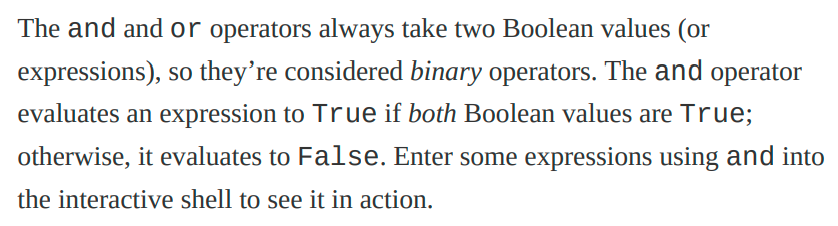 The and and or operators always take two Boolean values (or
expressions), so they’re considered binary operators. The and operator
evaluates an expression to True if both Boolean values are True;
otherwise, it evaluates to False. Enter some expressions using and into
the interactive shell to see it in action.